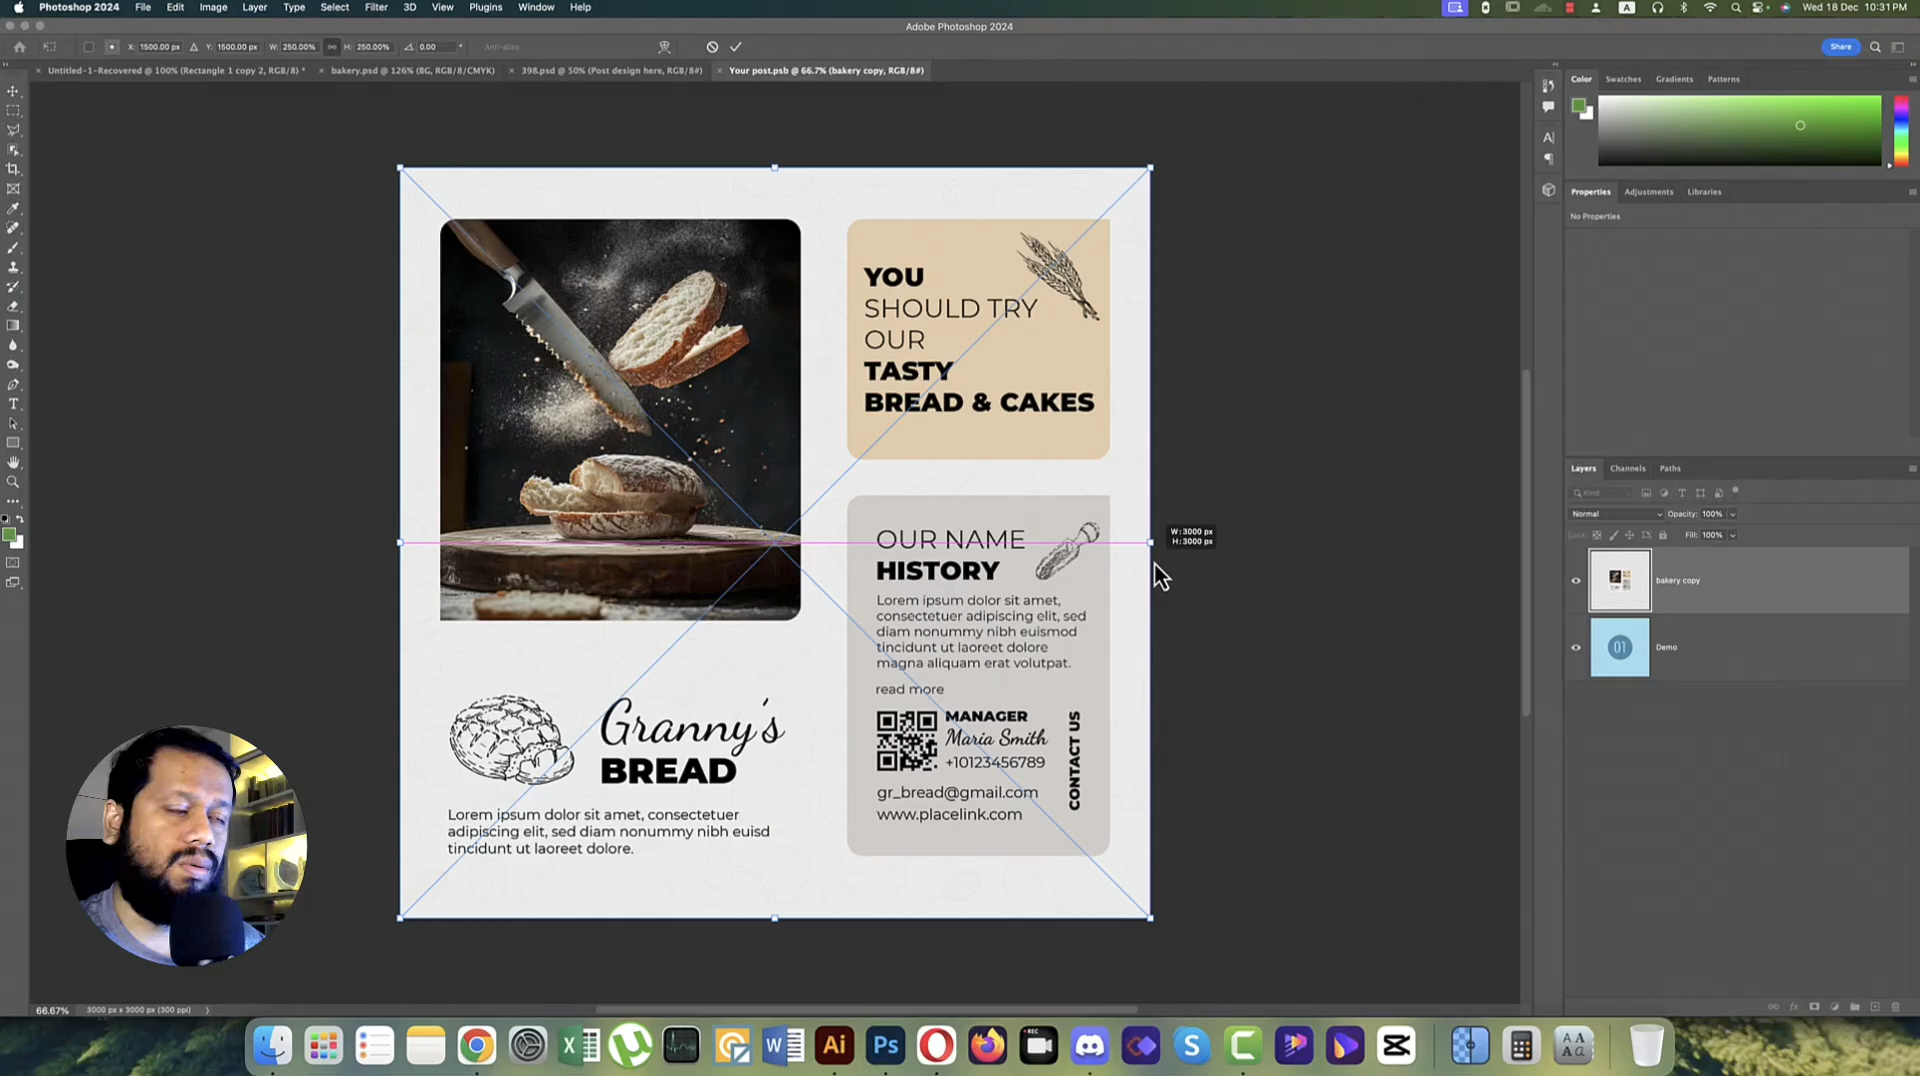 Photoshop 2024 File Edit Image Layer Type Select Filter 3D View Plugins Window Help
A Wed 18 Dec 10:31PM
Adobe Photoshop 2024
X: 1500.00 px Y: 1500.00 px W: 250.00% H: 250.00% 0.00 Anti-alias
Share
Untitled-1-Recovered @ 100% (Rectangle 1 copy 2, RGB/8) *
bakery.psd @ 126% (BG, RGB/8/CMYK)
398.psd @ 50% (Post design here, RGB/8#)
Your post.psb @ 66.7% (bakery copy, RGB/8#)
Color Swatches Gradients Patterns
Properties Adjustments Libraries
No Properties
YOU
SHOULD TRY
OUR
TASTY
BREAD & CAKES
OUR NAME
HISTORY
Lorem ipsum dolor sit amet,
consectetuer adipiscing elit, sed
diam nonummy nibh euismod
tincidunt ut laoreet dolore
magna aliquam erat volutpat.
read more
MANAGER
Maria Smith
+10123456789
gr_bread@gmail.com
www.placelink.com
CONTACT US
W: 3000 px
H: 3000 px
Granny's
BREAD
Lorem ipsum dolor sit amet, consectetuer
adipiscing elit, sed diam nonummy nibh euisd
tincidunt ut laoreet dolore.
Layers Channels Paths
Kind
Normal Opacity: 100%
Lock: Fill: 100%
bakery copy
01
Demo
66.67% 3000 px x 3000 px (300 ppi)
REC